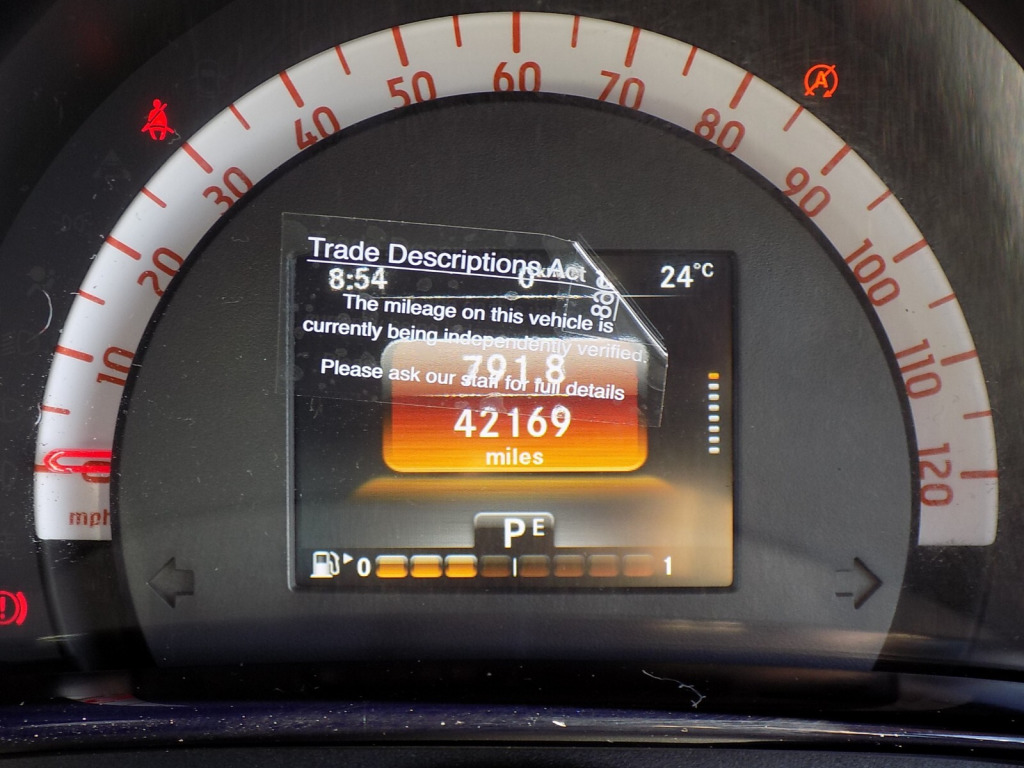 50
60
70
40
80
30
90
20
100
10
110
120
mph
A
Trade Descriptions Act
8:54
0
24°C
The mileage on this vehicle is
currently being independently verified.
Please ask our staff for full details
791.8
42169
miles
P E
0
1